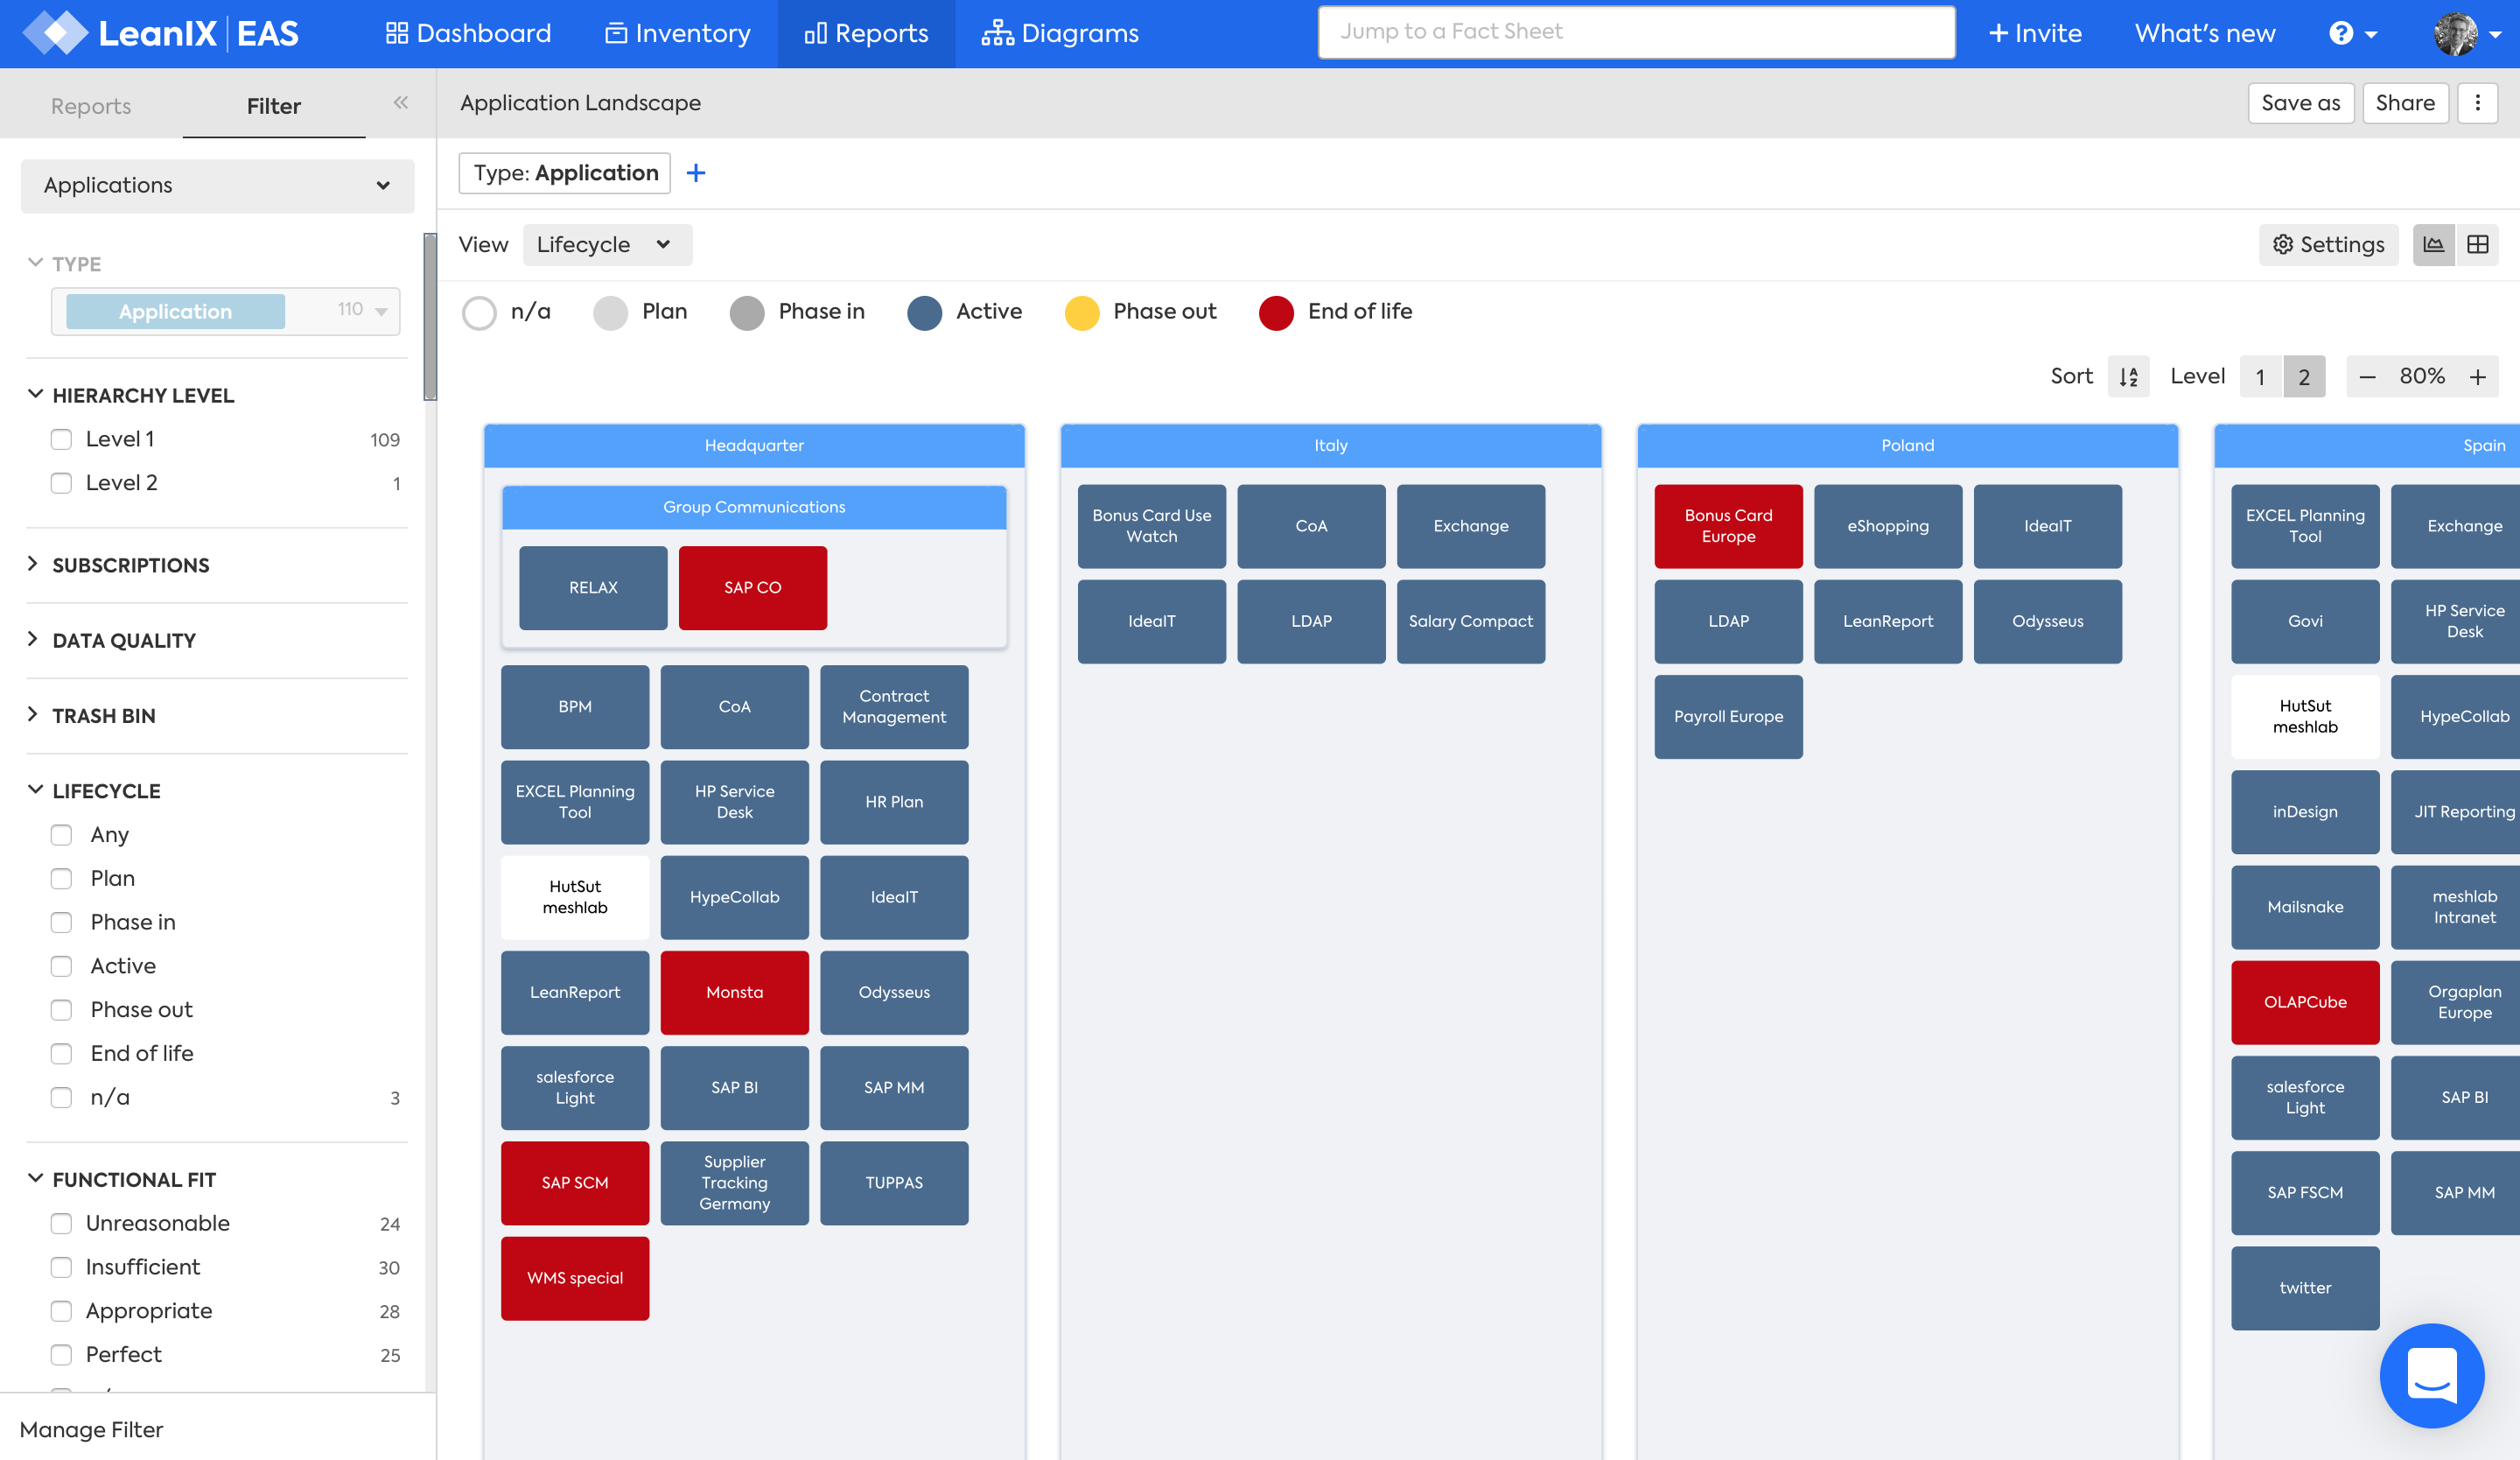 LeanIX EAS
Dashboard
Inventory
Reports
Diagrams
Jump to a Fact Sheet
Invite
What's new
Reports
Filter
Application Landscape
Save as
Share
Applications
Type: Application
View
Lifecycle
Settings
TYPE
Application 110
n/a
Plan
Phase in
Active
Phase out
End of life
Sort
Level
1
2
80%
HIERARCHY LEVEL
Level 1 109
Level 2 1
SUBSCRIPTIONS
DATA QUALITY
TRASH BIN
LIFECYCLE
Any
Plan
Phase in
Active
Phase out
End of life
n/a 3
FUNCTIONAL FIT
Unreasonable 24
Insufficient 30
Appropriate 28
Perfect 25
Manage Filter
Headquarter
Group Communications
RELAX
SAP CO
BPM
CoA
Contract
Management
EXCEL Planning
Tool
HP Service
Desk
HR Plan
HutSut
meshlab
HypeCollab
IdeaIT
LeanReport
Monsta
Odysseus
salesforce
Light
SAP BI
SAP MM
SAP SCM
Supplier
Tracking
Germany
TUPPAS
WMS special
Italy
Bonus Card Use
Watch
CoA
Exchange
IdeaIT
LDAP
Salary Compact
Poland
Bonus Card
Europe
eShopping
IdeaIT
LDAP
LeanReport
Odysseus
Payroll Europe
Spain
EXCEL Planning
Tool
Exchange
Govi
HP Service
Desk
HutSut
meshlab
HypeCollab
inDesign
JIT Reporting
Mailsnake
meshlab
Intranet
OLAPCube
Orgaplan
Europe
salesforce
Light
SAP BI
SAP FSCM
SAP MM
twitter